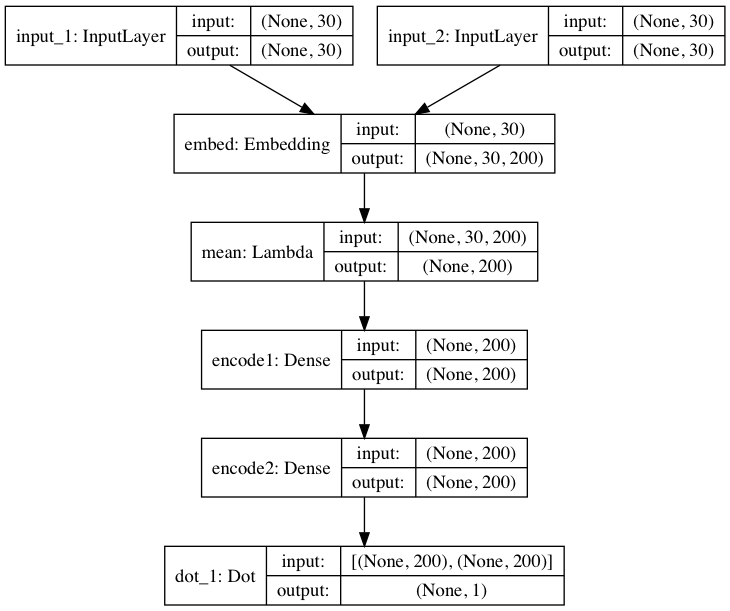 input_1: InputLayer input: (None, 30) output: (None, 30)
input_2: InputLayer input: (None, 30) output: (None, 30)
embed: Embedding input: (None, 30) output: (None, 30, 200)
mean: Lambda input: (None, 30, 200) output: (None, 200)
encode1: Dense input: (None, 200) output: (None, 200)
encode2: Dense input: (None, 200) output: (None, 200)
dot_1: Dot input: [(None, 200), (None, 200)] output: (None, 1)